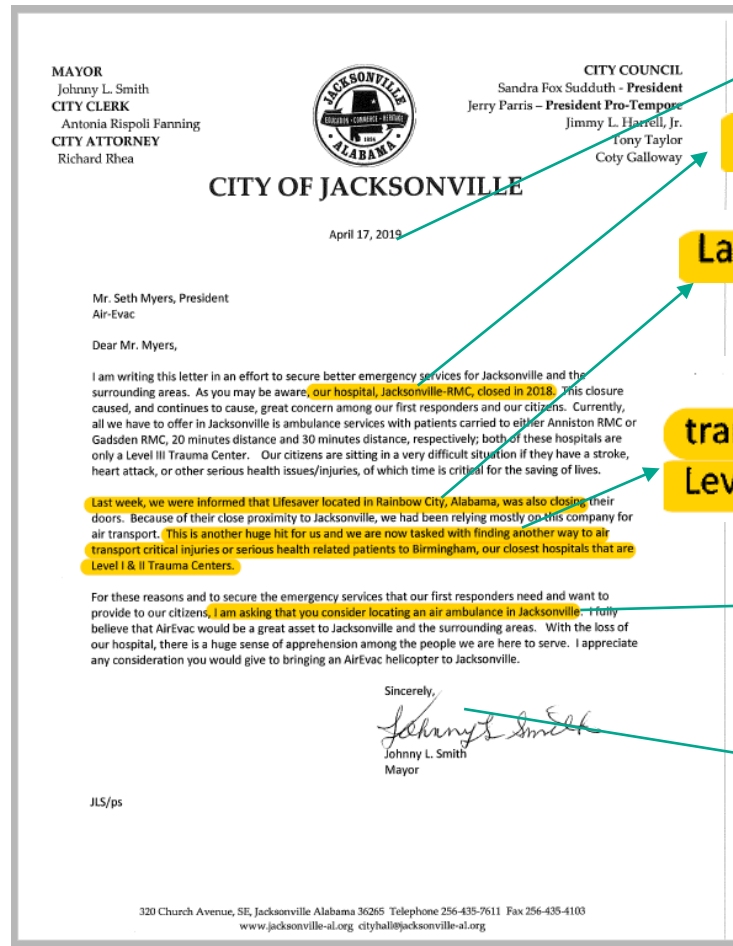 MAYOR
Johnny L. Smith
CITY CLERK
Antonia Rispoli Fanning
CITY ATTORNEY
Richard Rhea
JACKSONVILLE
EDUCATION - COMMERCE - HERITAGE
ALABAMA
CITY COUNCIL
Sandra Fox Sudduth - President
Jerry Parris – President Pro-Tempore
Jimmy L. Harrell, Jr.
Tony Taylor
Coty Galloway
CITY OF JACKSONVILLE
April 17, 2019
La
Mr. Seth Myers, President
Air-Evac
Dear Mr. Myers,
I am writing this letter in an effort to secure better emergency services for Jacksonville and the
surrounding areas. As you may be aware, our hospital, Jacksonville-RMC, closed in 2018. This closure
caused, and continues to cause, great concern among our first responders and our citizens. Currently,
all we have to offer in Jacksonville is ambulance services with patients carried to either Anniston RMC or
Gadsden RMC, 20 minutes distance and 30 minutes distance, respectively; both of these hospitals are
only a Level III Trauma Center. Our citizens are sitting in a very difficult situation if they have a stroke,
heart attack, or other serious health issues/injuries, of which time is critical for the saving of lives.
tra
Lev
Last week, we were informed that Lifesaver located in Rainbow City, Alabama, was also closing their
doors. Because of their close proximity to Jacksonville, we had been relying mostly on this company for
air transport. This is another huge hit for us and we are now tasked with finding another way to air
transport critical injuries or serious health related patients to Birmingham, our closest hospitals that are
Level I & II Trauma Centers.
For these reasons and to secure the emergency services that our first responders need and want to
provide to our citizens, I am asking that you consider locating an air ambulance in Jacksonville. I fully
believe that AirEvac would be a great asset to Jacksonville and the surrounding areas. With the loss of
our hospital, there is a huge sense of apprehension among the people we are here to serve. I appreciate
any consideration you would give to bringing an AirEvac helicopter to Jacksonville.
Sincerely,
Johnny L Smith
Johnny L. Smith
Mayor
JLS/ps
320 Church Avenue, SE, Jacksonville Alabama 36265 Telephone 256-435-7611 Fax 256-435-4103
www.jacksonville-al.org cityhall@jacksonville-al.org